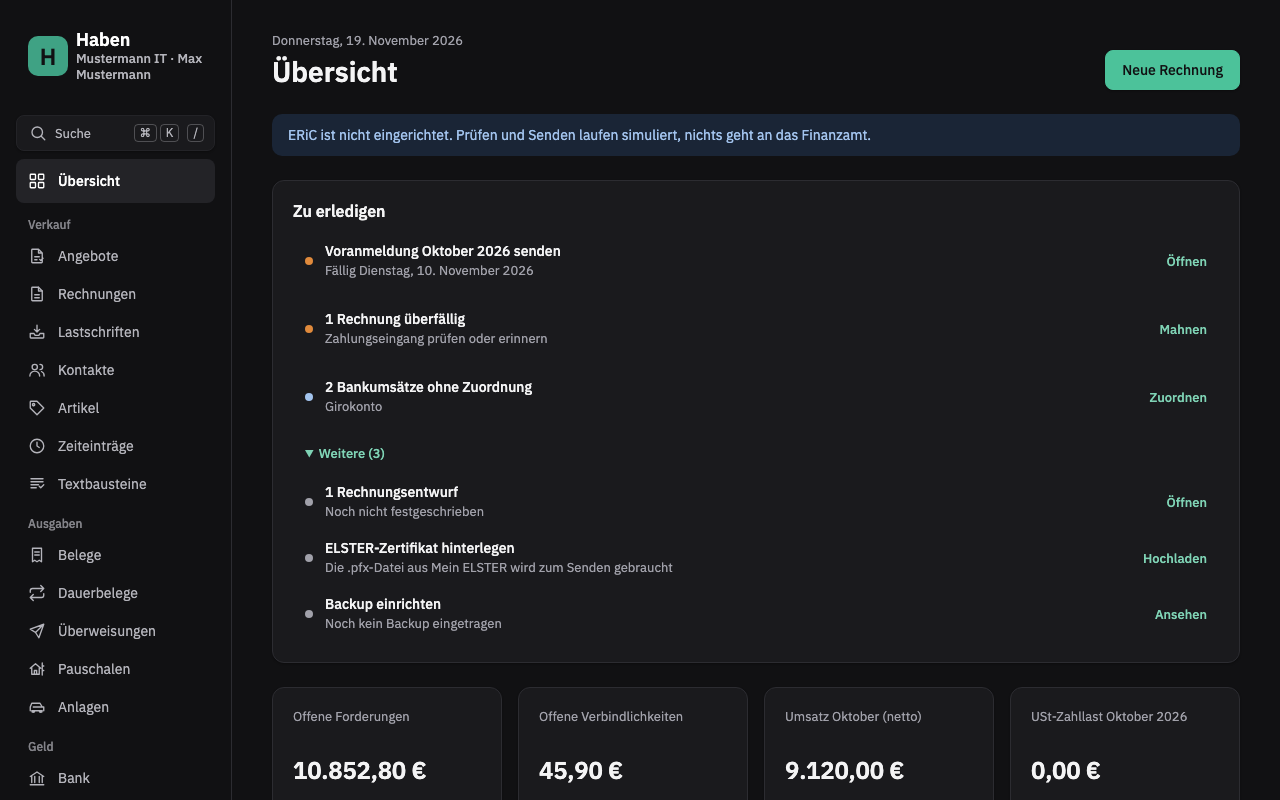 H
Haben
Mustermann IT · Max
Mustermann
Suche ⌘ K /
Übersicht
Verkauf
Angebote
Rechnungen
Lastschriften
Kontakte
Artikel
Zeiteinträge
Textbausteine
Ausgaben
Belege
Dauerbelege
Überweisungen
Pauschalen
Anlagen
Geld
Bank
Donnerstag, 19. November 2026
Übersicht
Neue Rechnung
ERiC ist nicht eingerichtet. Prüfen und Senden laufen simuliert, nichts geht an das Finanzamt.
Zu erledigen
Voranmeldung Oktober 2026 senden
Fällig Dienstag, 10. November 2026
Öffnen
1 Rechnung überfällig
Zahlungseingang prüfen oder erinnern
Mahnen
2 Bankumsätze ohne Zuordnung
Girokonto
Zuordnen
▼ Weitere (3)
1 Rechnungsentwurf
Noch nicht festgeschrieben
Öffnen
ELSTER-Zertifikat hinterlegen
Die .pfx-Datei aus Mein ELSTER wird zum Senden gebraucht
Hochladen
Backup einrichten
Noch kein Backup eingetragen
Ansehen
Offene Forderungen
10.852,80 €
Offene Verbindlichkeiten
45,90 €
Umsatz Oktober (netto)
9.120,00 €
USt-Zahllast Oktober 2026
0,00 €